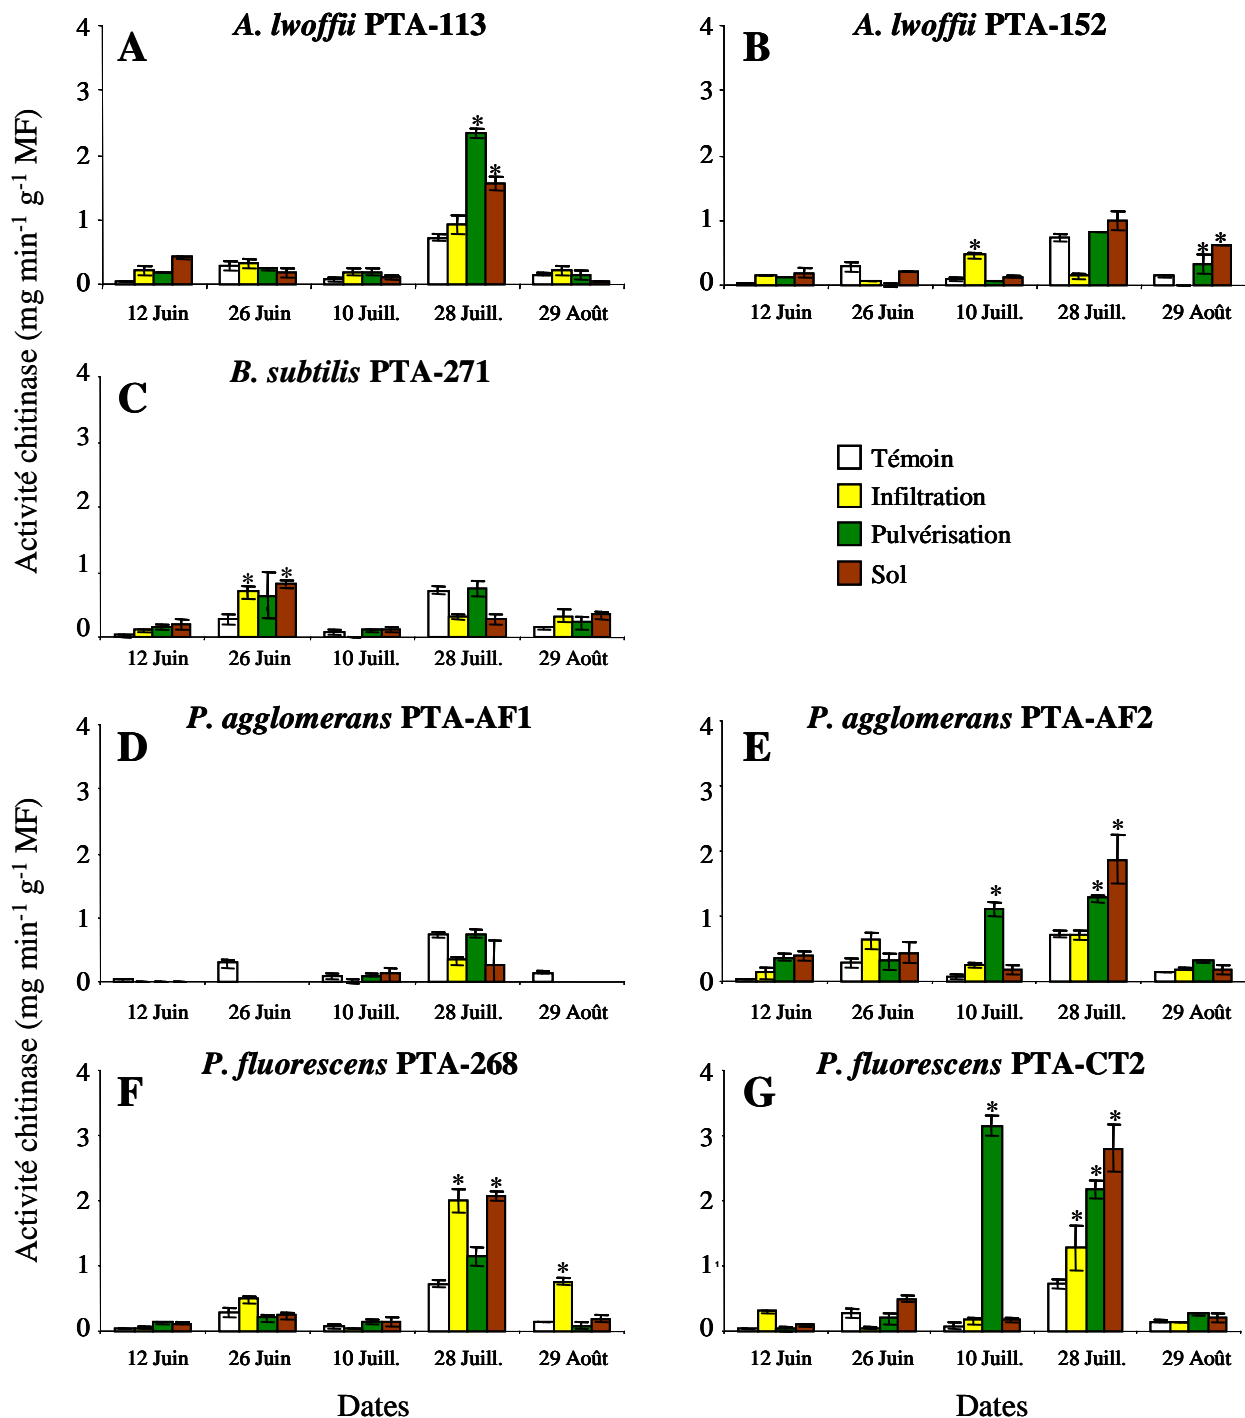 A. lwoffii PTA-113
A
4
3
2
1
0
* *
12 Juin 26 Juin 10 Juill. 28 Juill. 29 Août
A. lwoffii PTA-152
B
4
3
2
1
0
* * *
12 Juin 26 Juin 10 Juill. 28 Juill. 29 Août
Activité chitinase (mg min-1 g-1 MF)
B. subtilis PTA-271
C
4
3
2
1
0
* *
12 Juin 26 Juin 10 Juill. 28 Juill. 29 Août
Témoin
Infiltration
Pulvérisation
Sol
P. agglomerans PTA-AF1
D
4
3
2
1
0
12 Juin 26 Juin 10 Juill. 28 Juill. 29 Août
P. agglomerans PTA-AF2
E
4
3
2
1
0
* * *
12 Juin 26 Juin 10 Juill. 28 Juill. 29 Août
Activité chitinase (mg min-1 g-1 MF)
P. fluorescens PTA-268
F
4
3
2
1
0
* * *
12 Juin 26 Juin 10 Juill. 28 Juill. 29 Août
Dates
P. fluorescens PTA-CT2
G
4
3
2
1
0
* * * *
12 Juin 26 Juin 10 Juill. 28 Juill. 29 Août
Dates